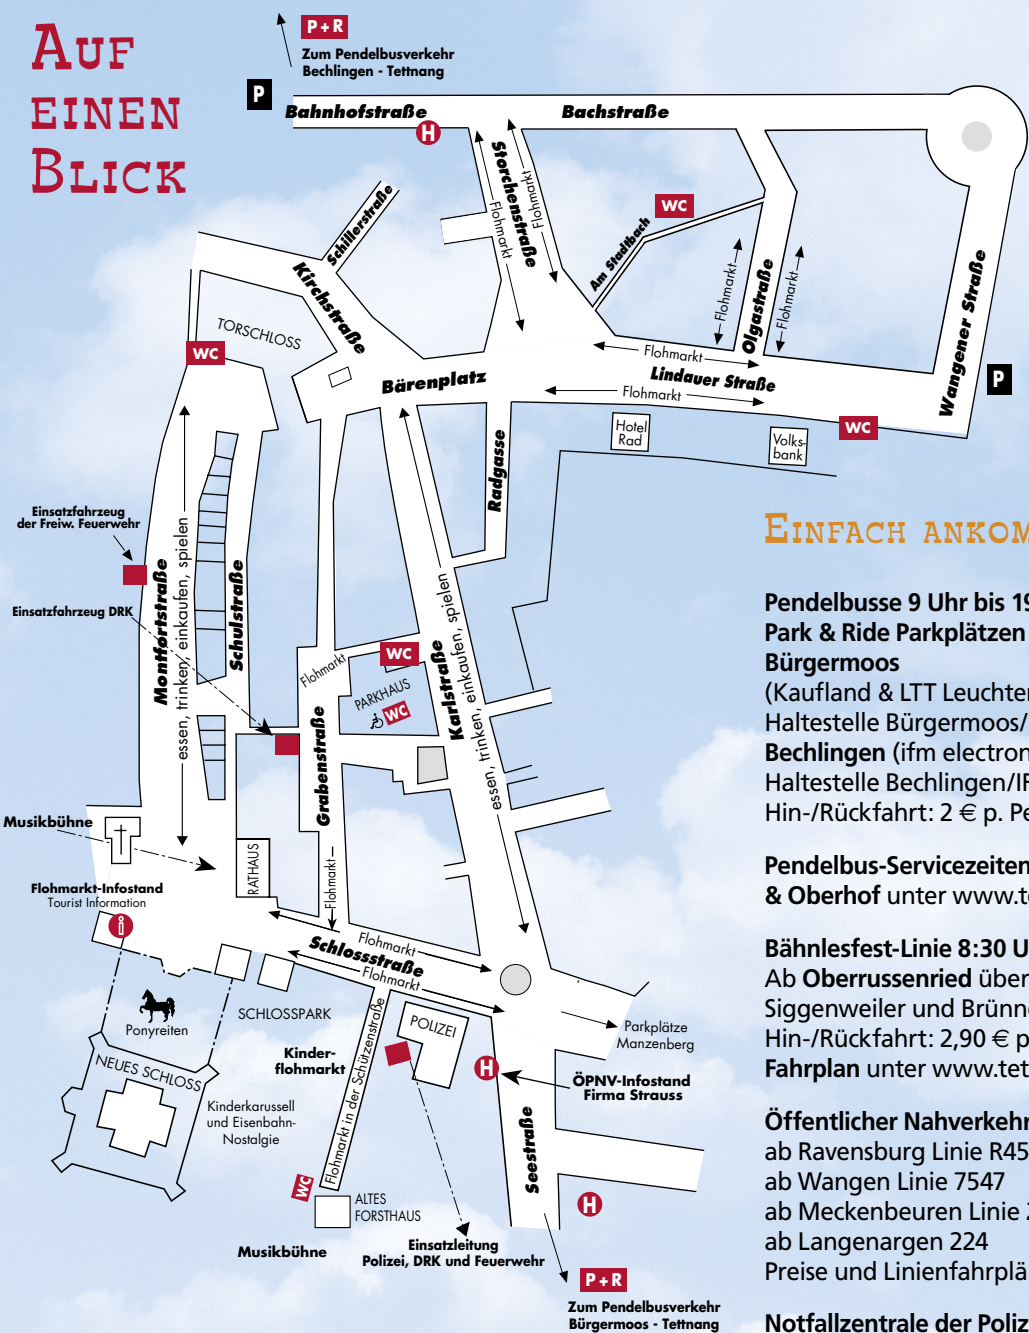 AUF
EINEN
BLICK
P+R
Zum Pendelbusverkehr
Bechlingen - Tettnang
P
Bahnhofstraße
Bachstraße
H
Storchenstraße
Flohmarkt
Flohmarkt
Schillerstraße
WC
Am Stadtbach
Kirchstraße
TORSCHLOSS
WC
Flohmarkt
Olgastraße
Flohmarkt
Wangener Straße
P
Bärenplatz
Flohmarkt
Lindauer Straße
Flohmarkt
WC
Hotel
Rad
Volks-
bank
Radgasse
Einsatzfahrzeug
der Freiw. Feuerwehr
Einsatzfahrzeug DRK
Montfortstraße
essen, trinken, einkaufen, spielen
Schulstraße
Flohmarkt
WC
PARKHAUS
WC
Karlstraße
essen, trinken, einkaufen, spielen
Grabenstraße
Flohmarkt
Musikbühne
RATHAUS
Flohmarkt-Infostand
Tourist Information
i
Flohmarkt
Schlossstraße
Flohmarkt
Ponyreiten
SCHLOSSPARK
NEUES SCHLOSS
Kinderkarussell
und Eisenbahn-
Nostalgie
Kinder-
flohmarkt
Flohmarkt in der Schützenstraße
POLIZEI
Parkplätze
Manzenberg
H
ÖPNV-Infostand
Firma Strauss
Seestraße
H
WC
ALTES
FORSTHAUS
Musikbühne
Einsatzleitung
Polizei, DRK und Feuerwehr
P+R
Zum Pendelbusverkehr
Bürgermoos - Tettnang
EINFACH ANKOM
Pendelbusse 9 Uhr bis 19
Park & Ride Parkplätzen
Bürgermoos
(Kaufland & LTT Leuchter
Haltestelle Bürgermoos/
Bechlingen (ifm electron
Haltestelle Bechlingen/IF
Hin-/Rückfahrt: 2 € p. Pe
Pendelbus-Servicezeiten
& Oberhof unter www.te
Bähnlesfest-Linie 8:30 U
Ab Oberrussenried über
Siggenweiler und Brünn
Hin-/Rückfahrt: 2,90 € p
Fahrplan unter www.tet
Öffentlicher Nahverkehr
ab Ravensburg Linie R45
ab Wangen Linie 7547
ab Meckenbeuren Linie 2
ab Langenargen 224
Preise und Linienfahrplä
Notfallzentrale der Poliz